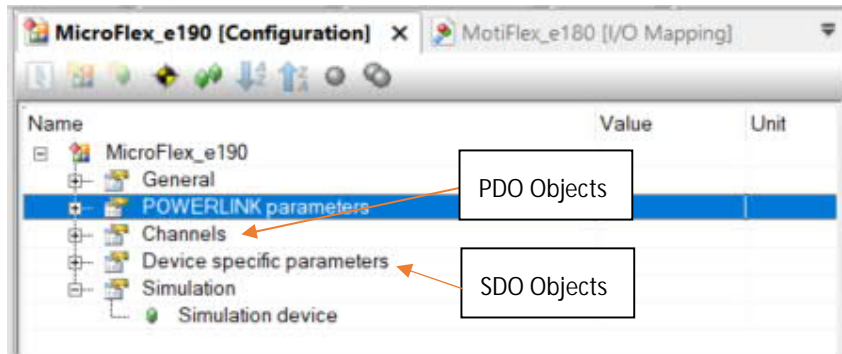 MicroFlex_e190 [Configuration] X MotiFlex_e180 [I/O Mapping]
Name Value Unit
MicroFlex_e190
General
POWERLINK parameters
Channels
Device specific parameters
Simulation
Simulation device
PDO Objects
SDO Objects